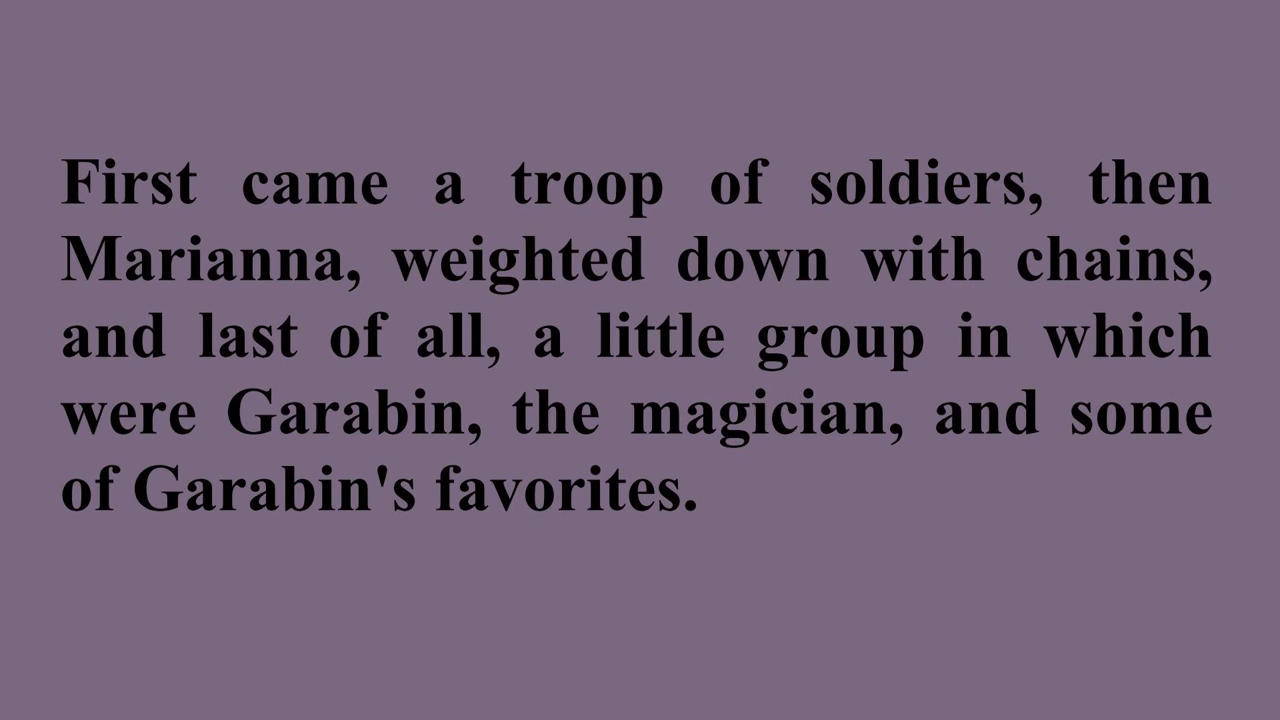 First came a troop of soldiers, then
Marianna, weighted down with chains,
and last of all, a little group in which
were Garabin, the magician, and some
of Garabin's favorites.